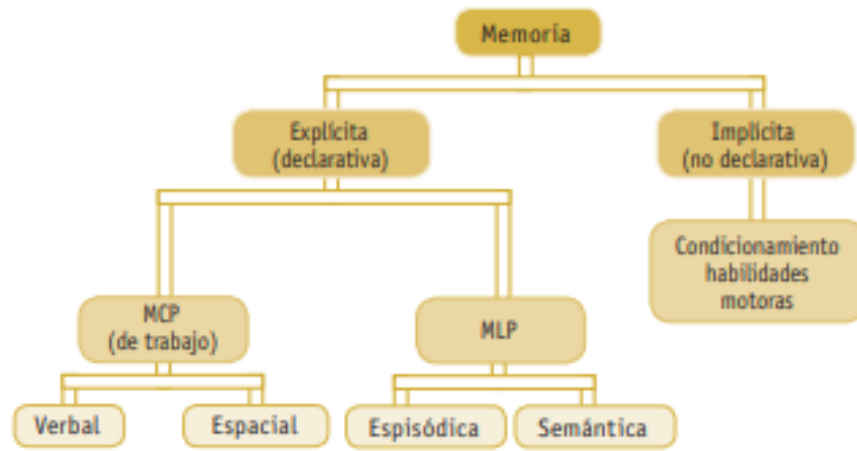 Memoria
Explícita
(declarativa)
Implícita
(no declarativa)
Condicionamiento
habilidades
motoras
MCP
(de trabajo)
MLP
Verbal
Espacial
Espisódica
Semántica